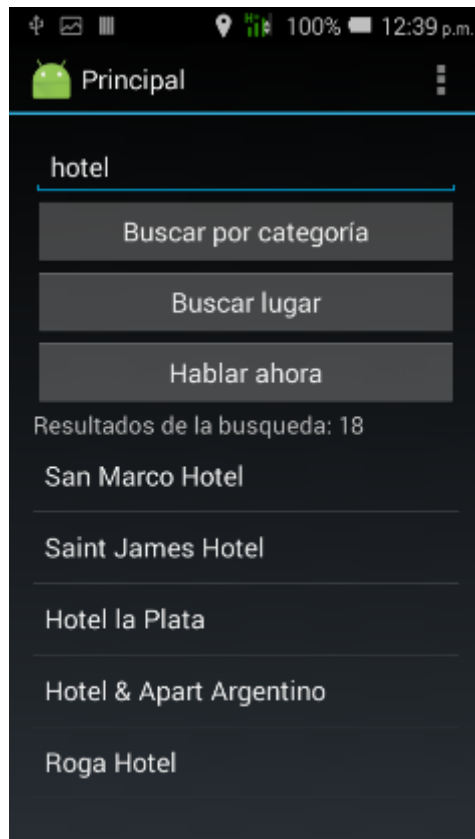 100% 12:39 p.m.
Principal
hotel
Buscar por categoría
Buscar lugar
Hablar ahora
Resultados de la busqueda: 18
San Marco Hotel
Saint James Hotel
Hotel la Plata
Hotel & Apart Argentino
Roga Hotel